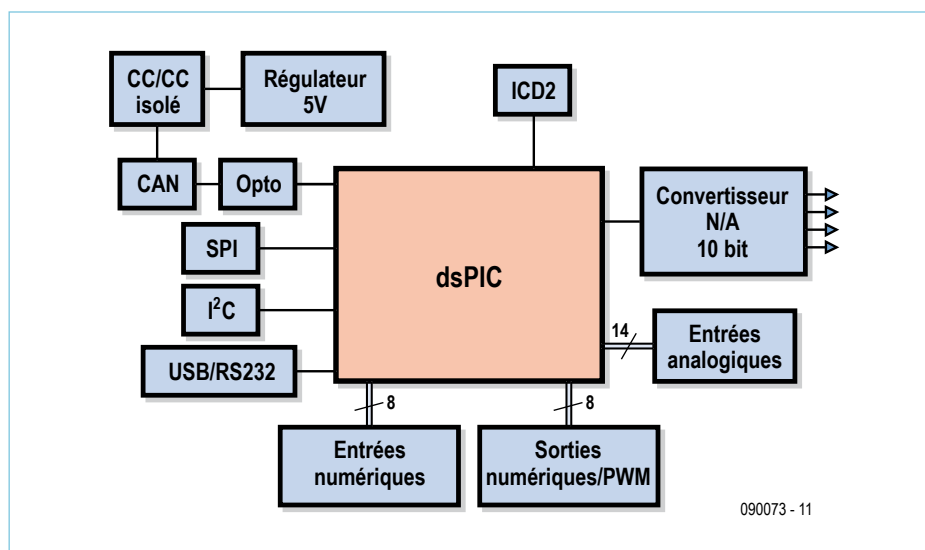 CC/CC
isolé
Régulateur
5V
ICD2
CAN
Opto
Convertisseur
N/A
10 bit
SPI
dsPIC
I²C
14
Entrées
analogiques
USB/RS232
8
8
Entrées
numériques
Sorties
numériques/PWM
090073 - 11